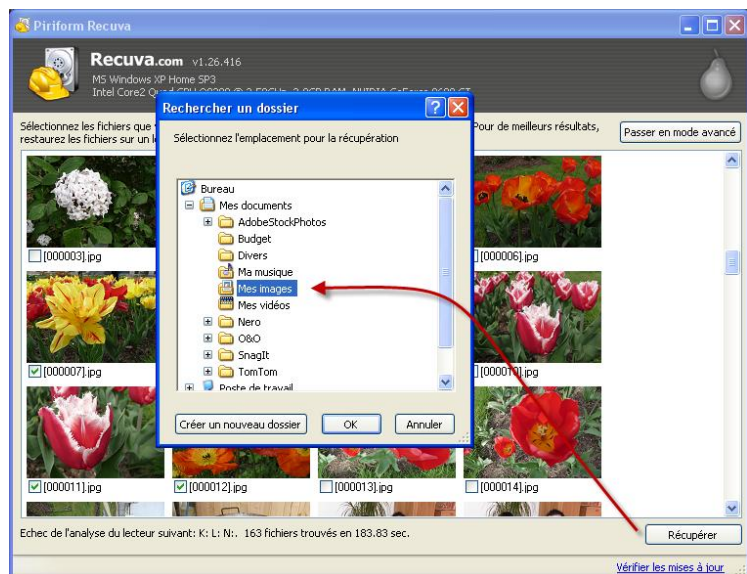 Piriform Recuva
Recuva.com v1.26.416
MS Windows XP Home SP3
Intel Core2
Rechercher un dossier
Sélectionnez les fichiers que
restaurez les fichiers sur un
Pour de meilleurs résultats,
Passer en mode avancé
Sélectionnez l'emplacement pour la récupération
Bureau
Mes documents
AdobeStockPhotos
Budget
Divers
Ma musique
Mes images
Mes vidéos
Nero
O&O
SnagIt
TomTom
Poste de travail
Créer un nouveau dossier
OK
Annuler
[000003].jpg
[000006].jpg
[000007].jpg
[000010].jpg
[000011].jpg
[000012].jpg
[000013].jpg
[000014].jpg
Echec de l'analyse du lecteur suivant: K: L: N:. 163 fichiers trouvés en 183.83 sec.
Récupérer
Vérifier les mises à jour